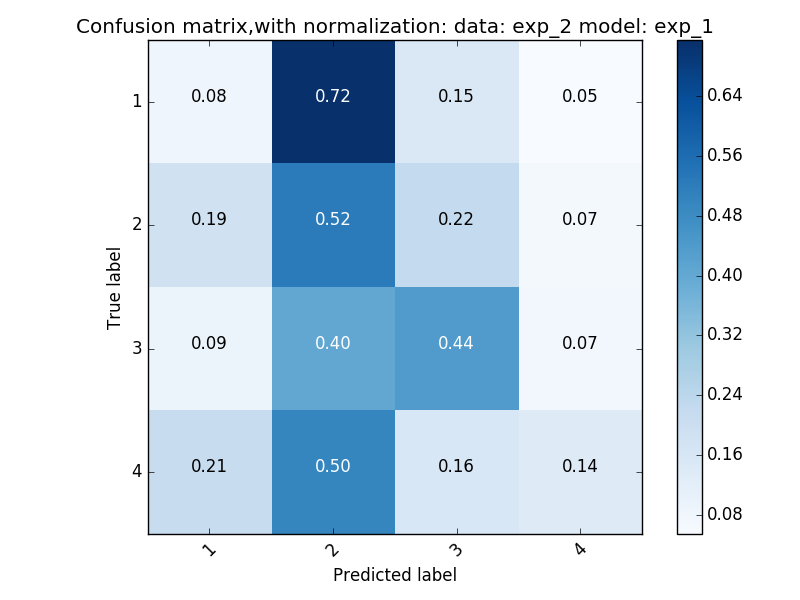 Confusion matrix,with normalization: data: exp_2 model: exp_1
True label
1 0.08 0.72 0.15 0.05
2 0.19 0.52 0.22 0.07
3 0.09 0.40 0.44 0.07
4 0.21 0.50 0.16 0.14
1 2 3 4
Predicted label
0.64
0.56
0.48
0.40
0.32
0.24
0.16
0.08